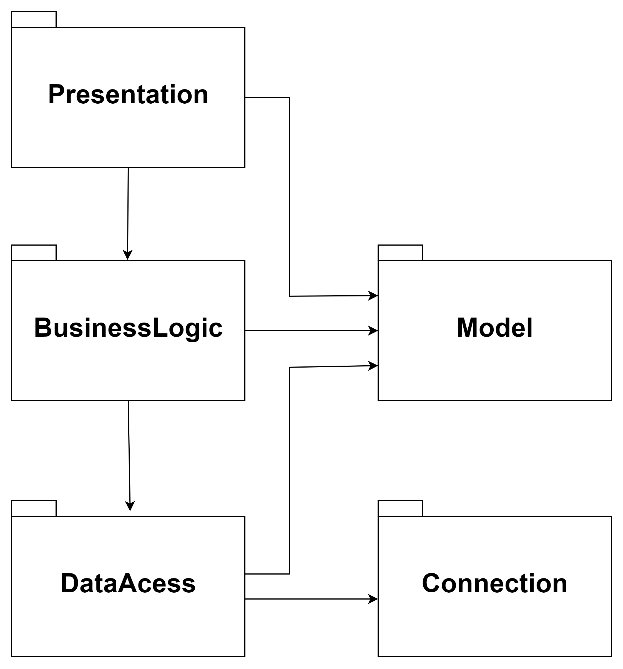 Presentation
BusinessLogic
Model
DataAcess
Connection